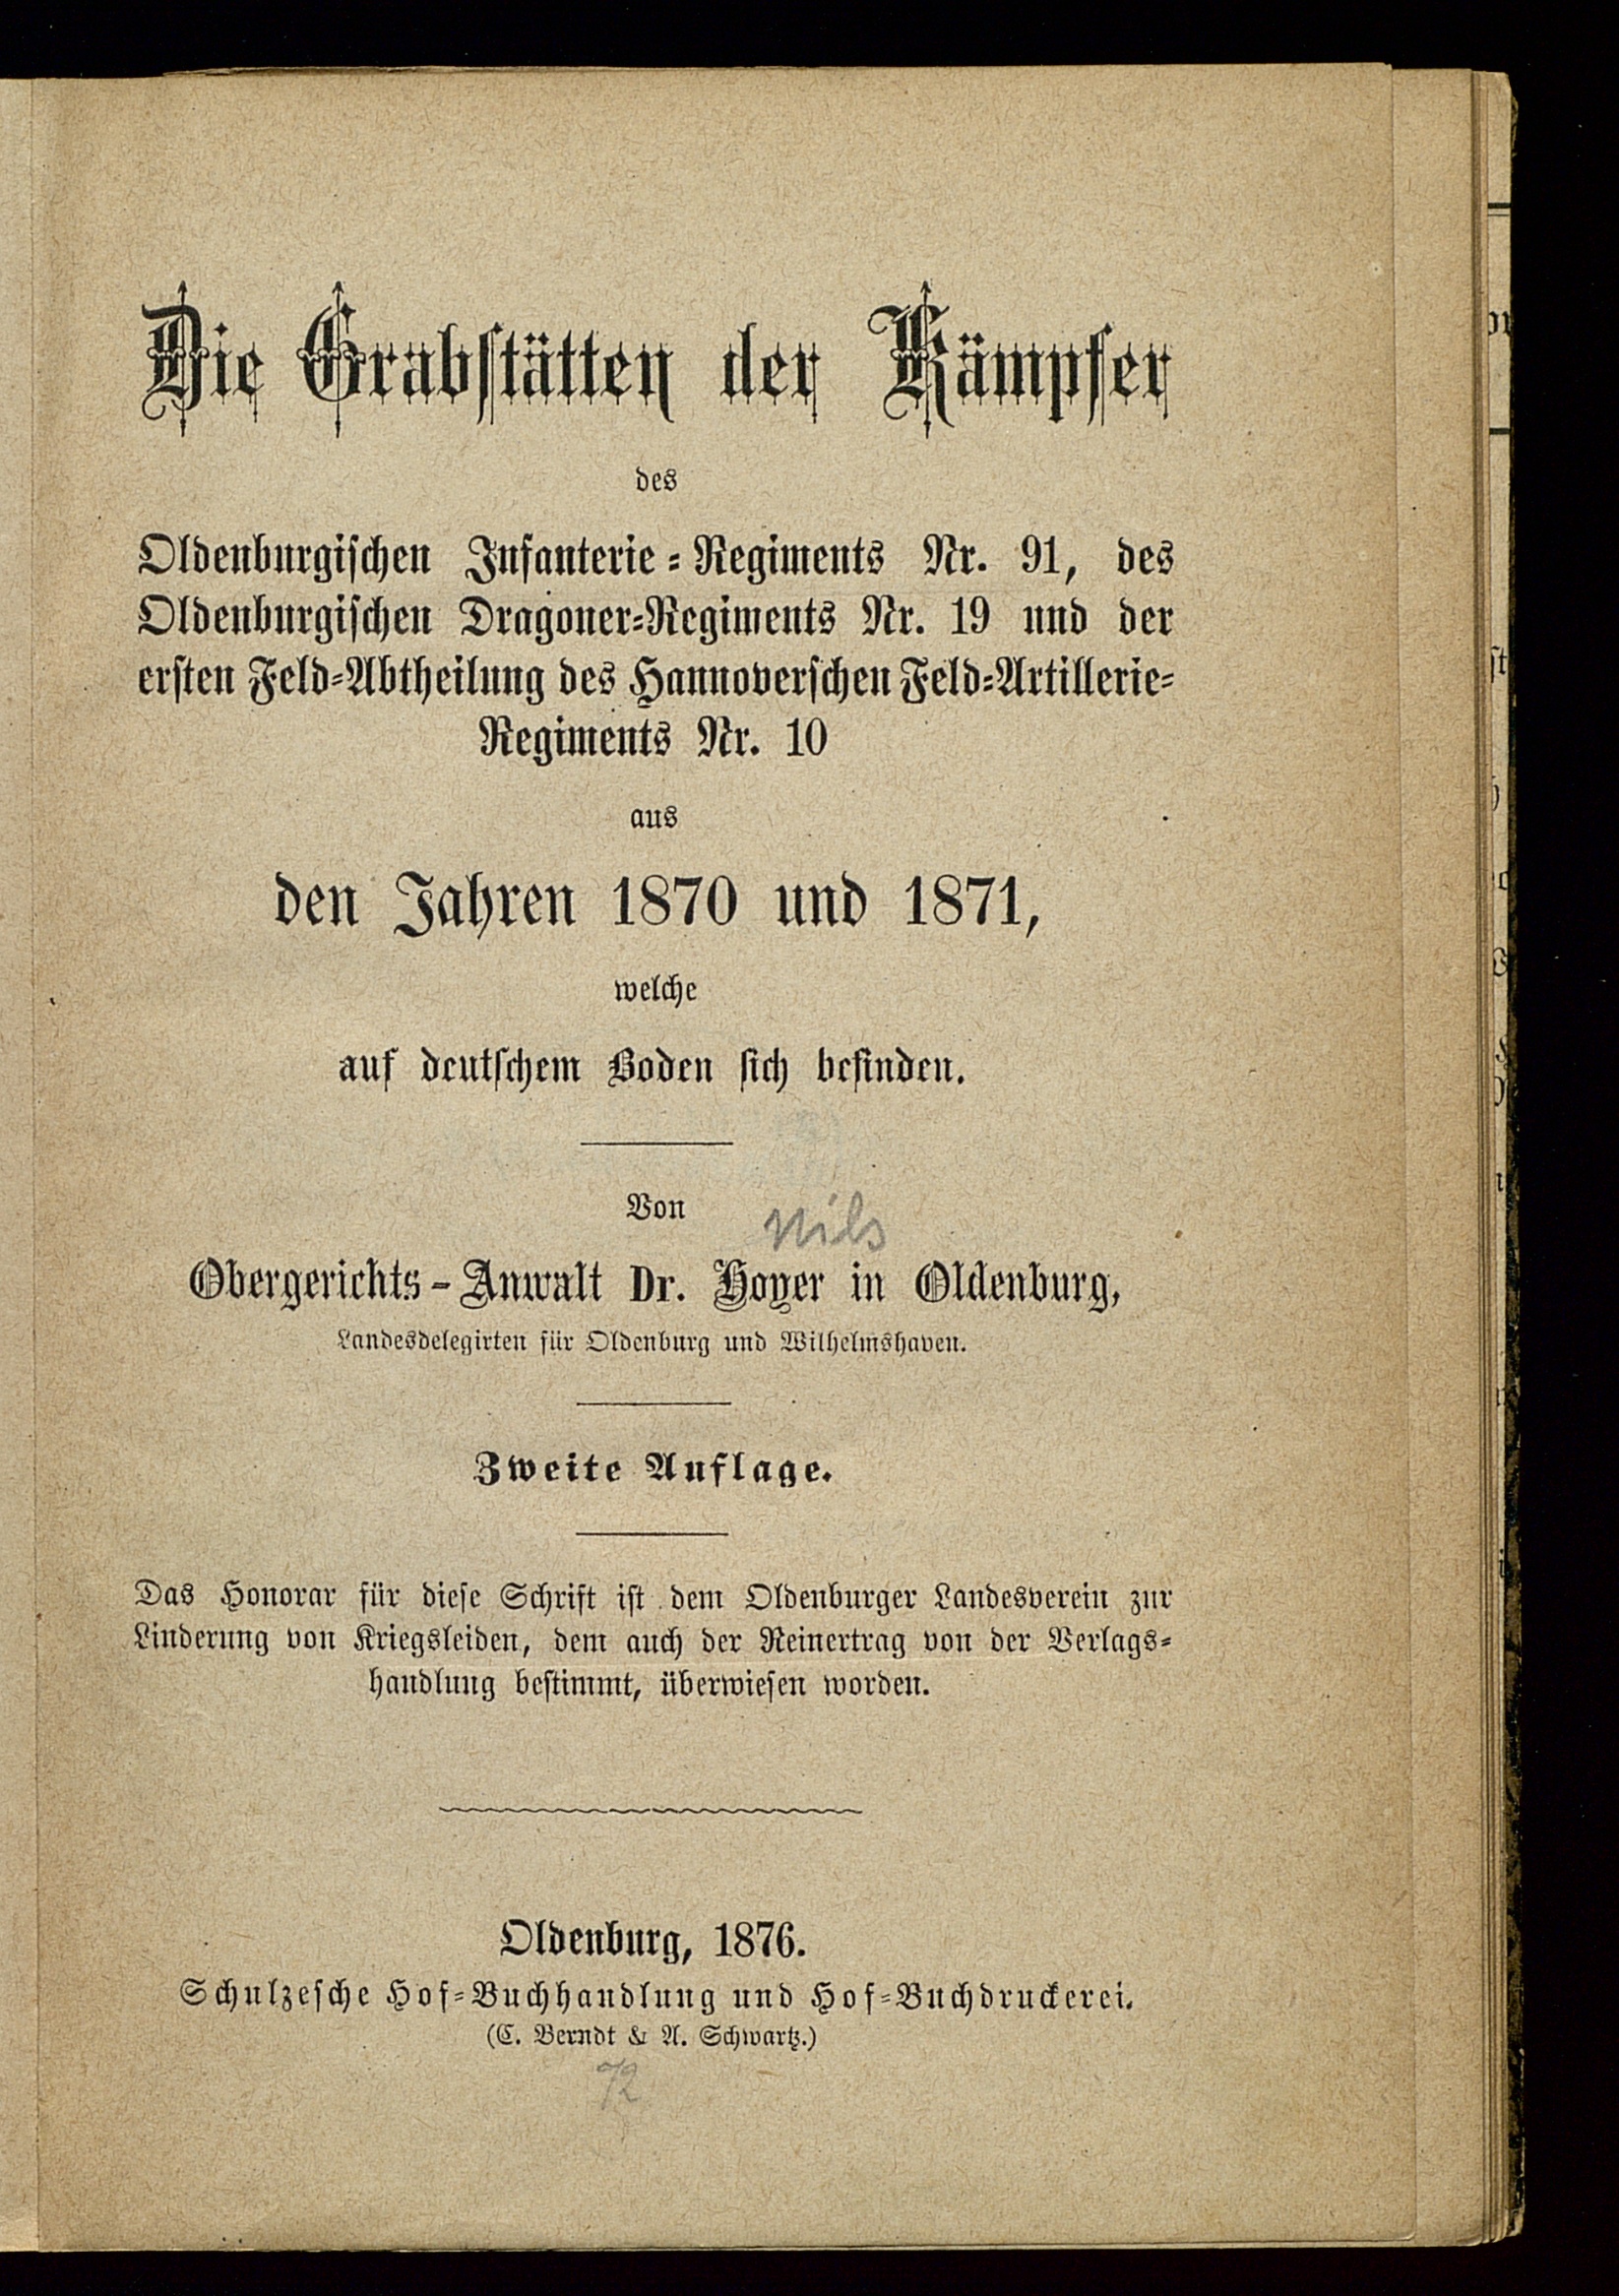 Die Grabstätten der Kämpfer
des
Oldenburgischen Infanterie-Regiments Nr. 91, des
Oldenburgischen Dragoner-Regiments Nr. 19 und der
ersten Feld-Abtheilung des Hannoverschen Feld-Artillerie-
Regiments Nr. 10
aus
den Jahren 1870 und 1871,
welche
auf deutschem Boden sich befinden.
Von
Nils
Obergerichts-Anwalt Dr. Hoyer in Oldenburg,
Landesdelegirten für Oldenburg und Wilhelmshaven.
Zweite Auflage.
Das Honorar für diese Schrift ist dem Oldenburger Landesverein zur
Linderung von Kriegsleiden, dem auch der Reinertrag von der Verlags-
handlung bestimmt, überwiesen worden.
Oldenburg, 1876.
Schulzesche Hof-Buchhandlung und Hof-Buchdruckerei.
(C. Berndt & A. Schwartz.)
72